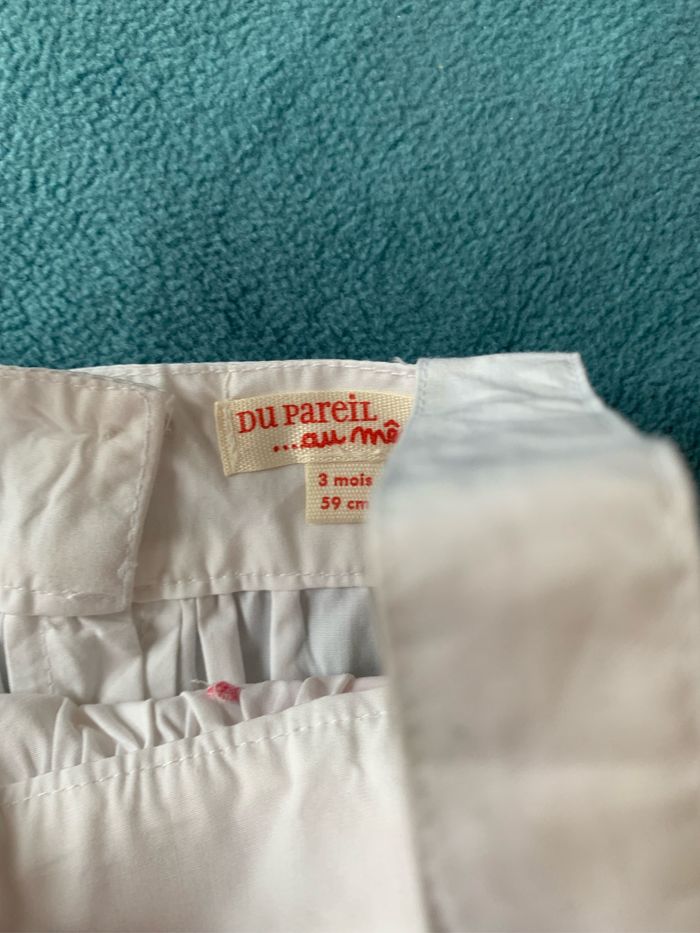 DU PAREIL
...au mê
3 mois
59 cm